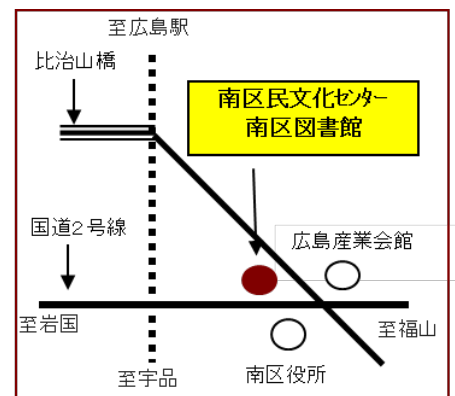 至広島駅
比治山橋
南区民文化センター
南区図書館
国道2号線
広島産業会館
至岩国
至福山
至宇品
南区役所